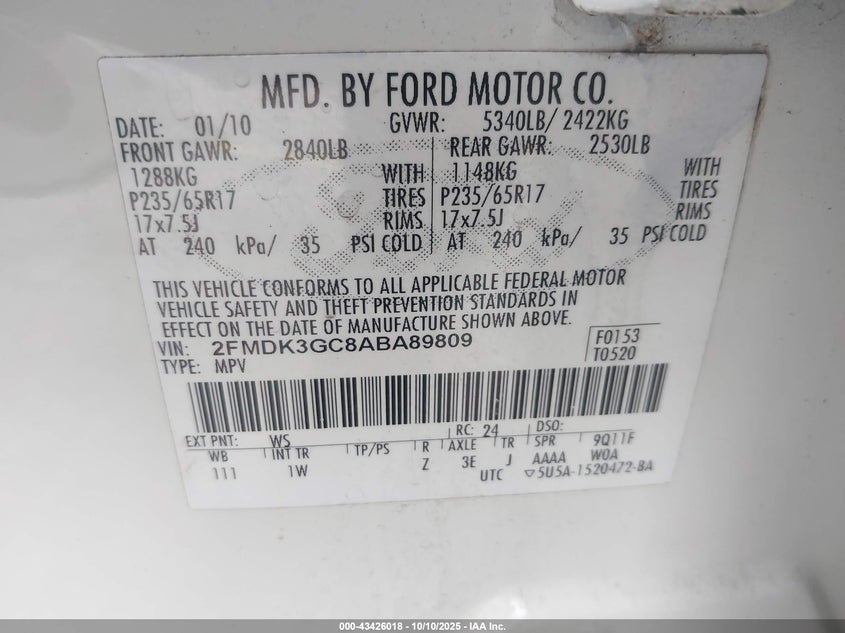 MFD. BY FORD MOTOR CO.
DATE: 01/10 GVWR: 5340LB/ 2422KG
FRONT GAWR: 2840LB REAR GAWR: 2530LB
1288KG WITH 1148KG WITH
P235/65R17 TIRES P235/65R17 TIRES
17x7.5J RIMS 17x7.5J RIMS
AT 240 kPa/ 35 PSI COLD AT 240 kPa/ 35 PSI COLD
THIS VEHICLE CONFORMS TO ALL APPLICABLE FEDERAL MOTOR
VEHICLE SAFETY AND THEFT PREVENTION STANDARDS IN
EFFECT ON THE DATE OF MANUFACTURE SHOWN ABOVE.
VIN: 2FMDK3GC8ABA89809 F0153
TYPE: MPV T0520
EXT PNT: WS RC: 24 DSO:
WB INT TR TP/PS R AXLE TR SPR 9Q11F
111 1W Z 3E J AAAA W0A
UTC ▽5U5A-1520472-BA
000-43426018 - 10/10/2025 - IAA Inc.